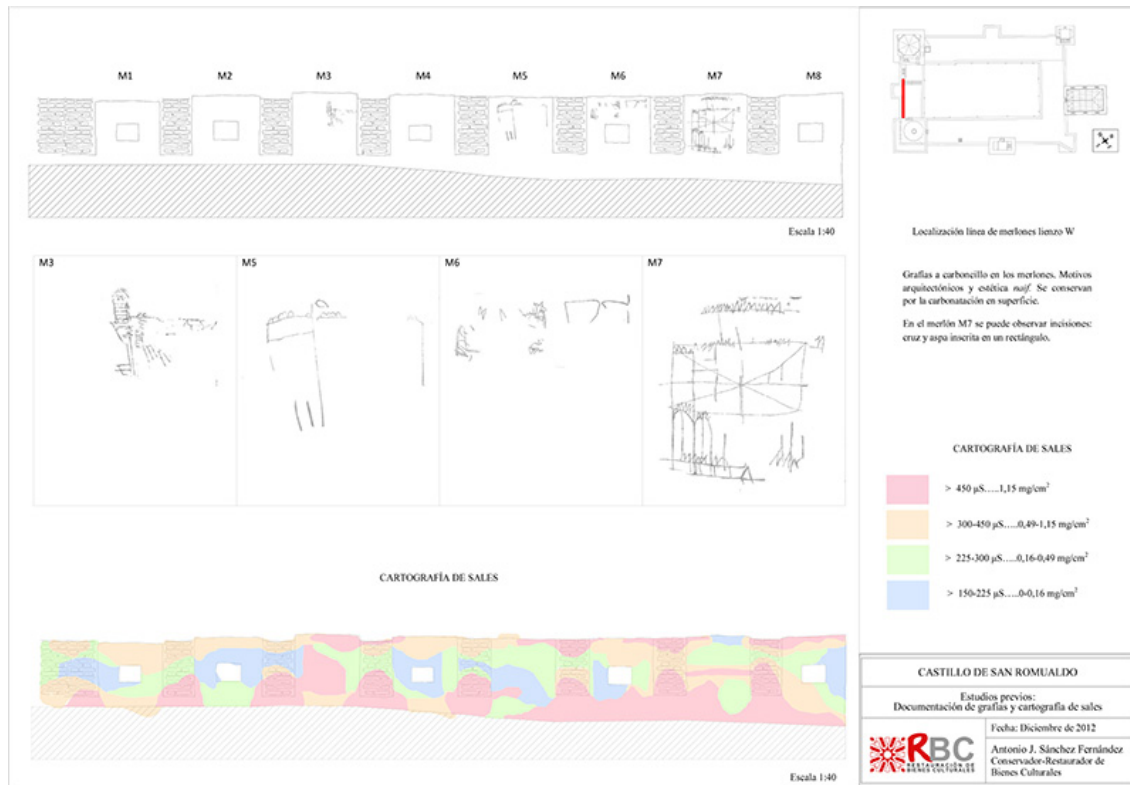 M1 M2 M3 M4 M5 M6 M7 M8
Escala 1:40
M3 M5 M6 M7
CARTOGRAFÍA DE SALES
Escala 1:40
Localización línea de merlones lienzo W
Grafías a carboncillo en los merlones. Motivos
arquitectónicos y estética naïf. Se conservan
por la carbonatación en superficie.
En el merlón M7 se puede observar incisiones:
cruz y aspa inscrita en un rectángulo.
CARTOGRAFÍA DE SALES
> 450 µS.....1,15 mg/cm²
> 300-450 µS.....0,49-1,15 mg/cm²
> 225-300 µS.....0,16-0,49 mg/cm²
> 150-225 µS.....0-0,16 mg/cm²
CASTILLO DE SAN ROMUALDO
Estudios previos:
Documentación de grafías y cartografía de sales
RBC
RESTAURACIÓN DE
BIENES CULTURALES
Fecha: Diciembre de 2012
Antonio J. Sánchez Fernández
Conservador-Restaurador de
Bienes Culturales